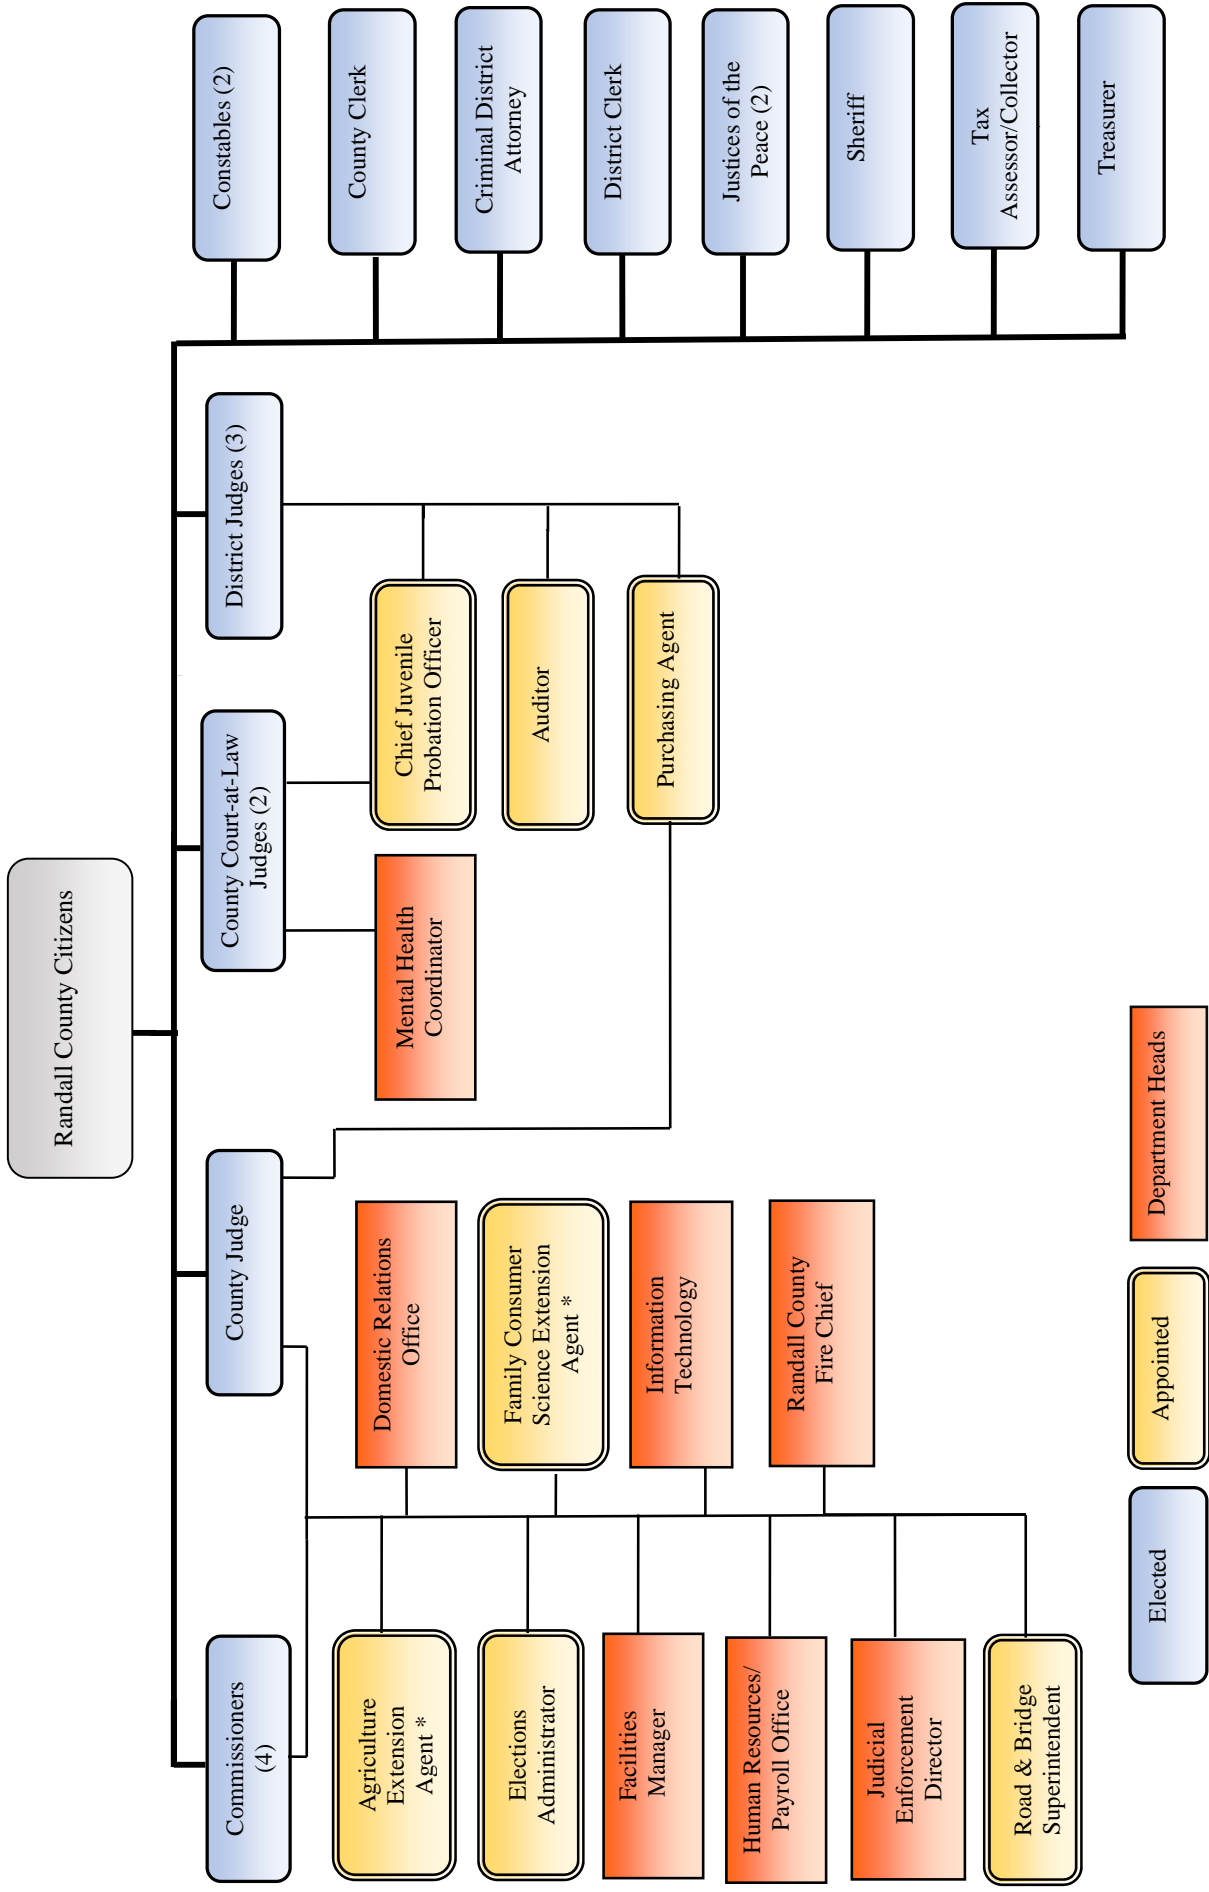 Randall County Citizens
Commissioners
(4)
County Judge
County Court-at-Law
Judges (2)
District Judges (3)
Constables (2)
County Clerk
Criminal District
Attorney
District Clerk
Justices of the
Peace (2)
Sheriff
Tax
Assessor/Collector
Treasurer
Agriculture
Extension
Agent *
Elections
Administrator
Facilities
Manager
Human Resources/
Payroll Office
Judicial
Enforcement
Director
Road & Bridge
Superintendent
Domestic Relations
Office
Family Consumer
Science Extension
Agent *
Information
Technology
Randall County
Fire Chief
Mental Health
Coordinator
Chief Juvenile
Probation Officer
Auditor
Purchasing Agent
Elected
Appointed
Department Heads